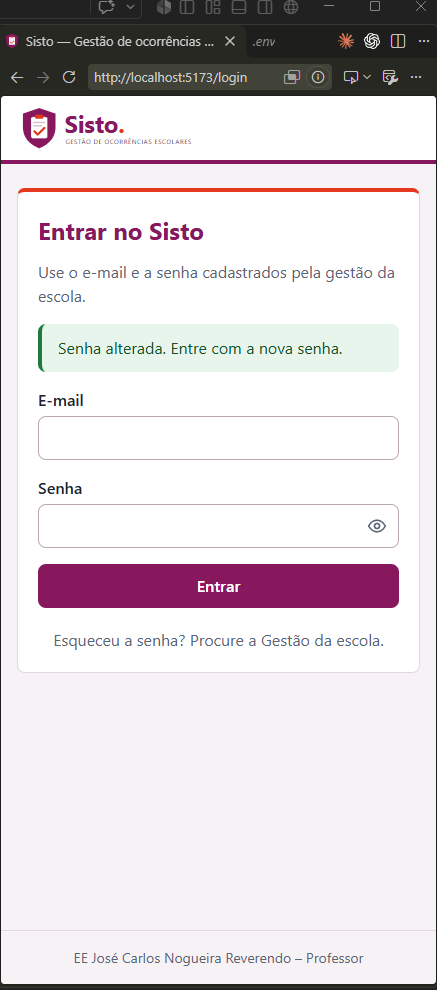 Sisto — Gestão de ocorrências ...
.env
http://localhost:5173/login
Sisto.
GESTÃO DE OCORRÊNCIAS ESCOLARES
Entrar no Sisto
Use o e-mail e a senha cadastrados pela gestão da
escola.
Senha alterada. Entre com a nova senha.
E-mail
Senha
Entrar
Esqueceu a senha? Procure a Gestão da escola.
EE José Carlos Nogueira Reverendo – Professor